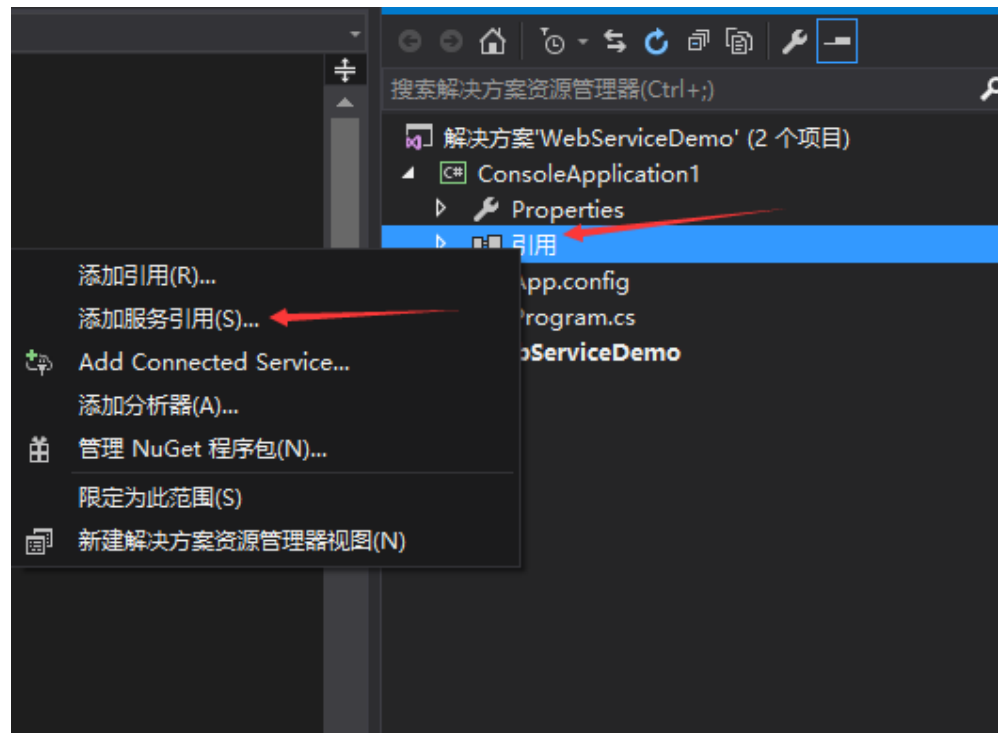 搜索解决方案资源管理器(Ctrl+;)
解决方案'WebServiceDemo' (2 个项目)
C# ConsoleApplication1
Properties
引用
App.config
Program.cs
bServiceDemo
添加引用(R)...
添加服务引用(S)...
Add Connected Service...
添加分析器(A)...
管理 NuGet 程序包(N)...
限定为此范围(S)
新建解决方案资源管理器视图(N)